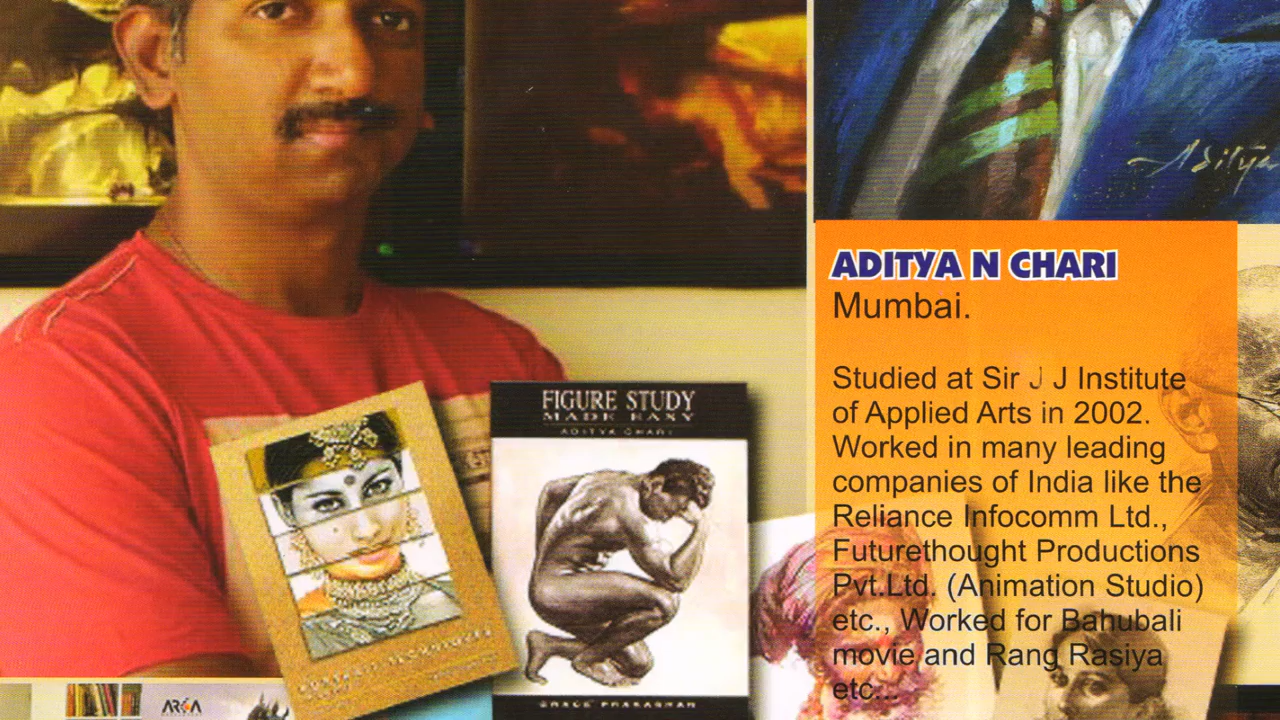 Aditya
ADITYA N CHARI
Mumbai.
Studied at Sir J J Institute
of Applied Arts in 2002.
Worked in many leading
companies of India like the
Reliance Infocomm Ltd.,
Futurethought Productions
Pvt.Ltd. (Animation Studio)
etc., Worked for Bahubali
movie and Rang Rasiya
etc...
FIGURE STUDY
MADE EASY
ADITYA CHARI
GRACE PRAKASHAN